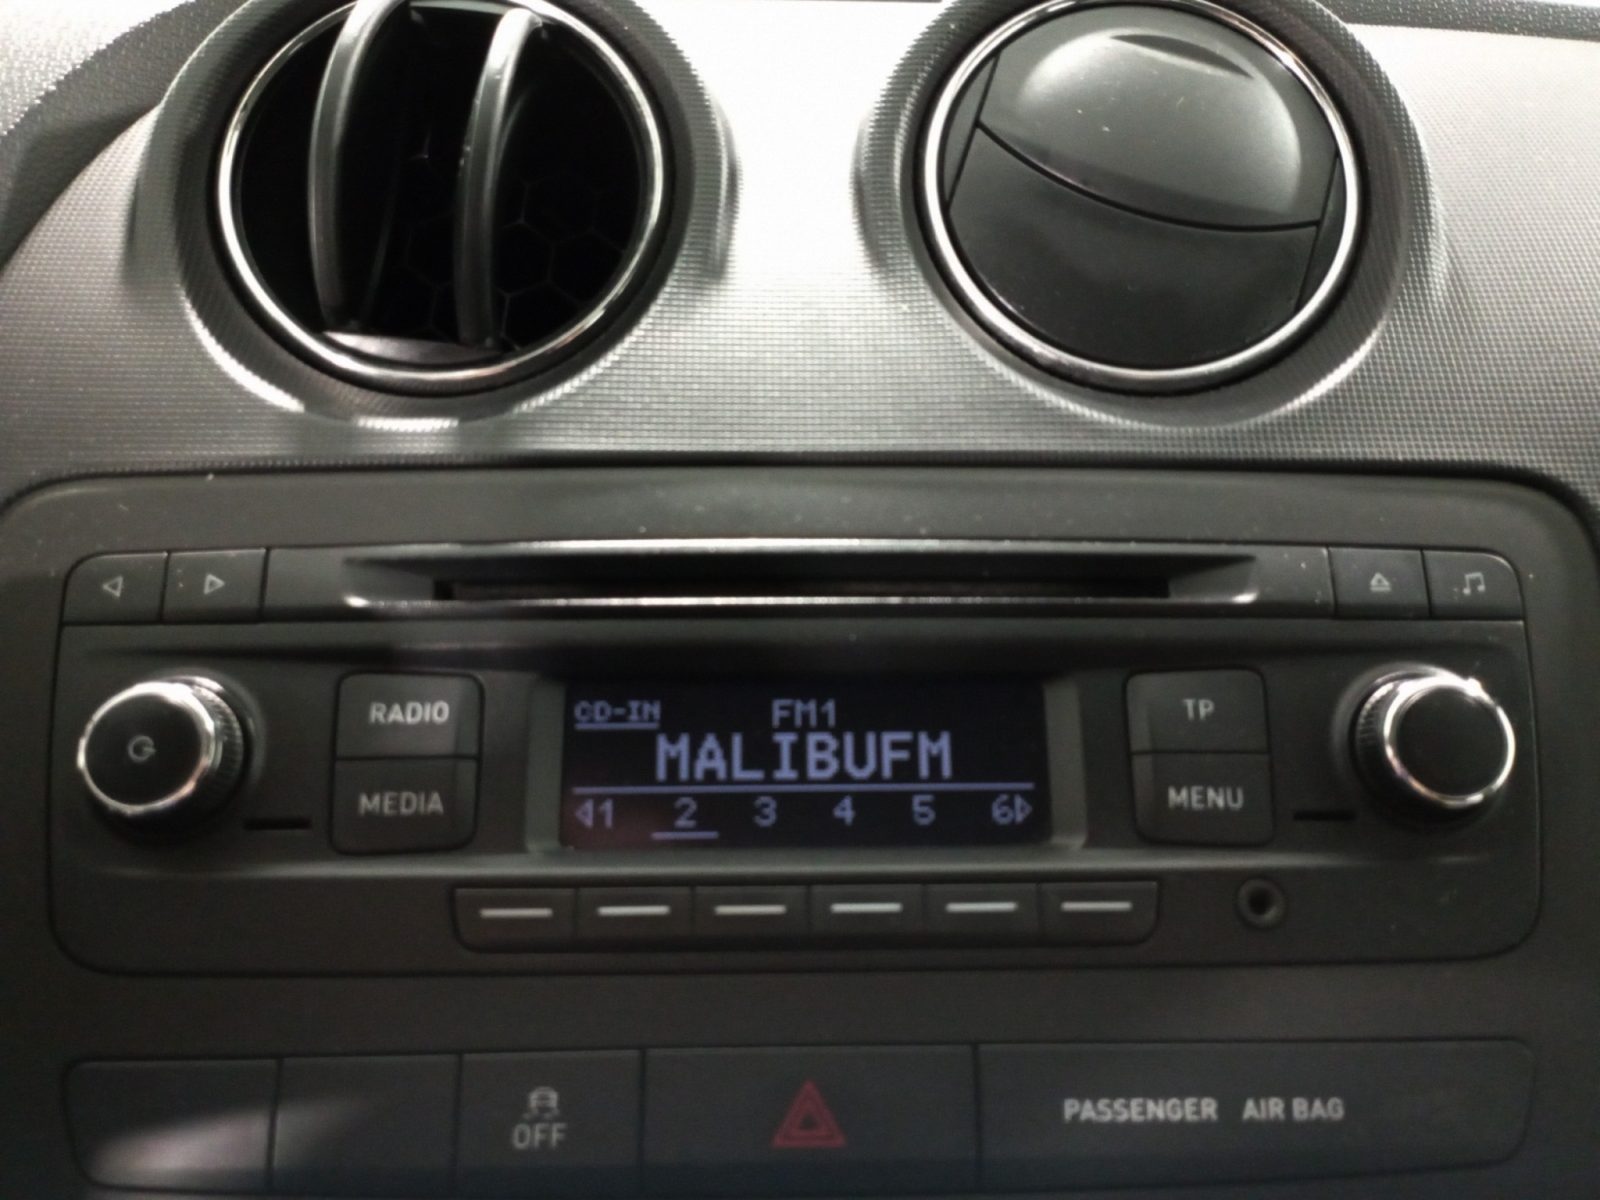 RADIO
MEDIA
CD-IN FM1
MALIBUFM
1 2 3 4 5 6
TP
MENU
OFF
PASSENGER AIR BAG